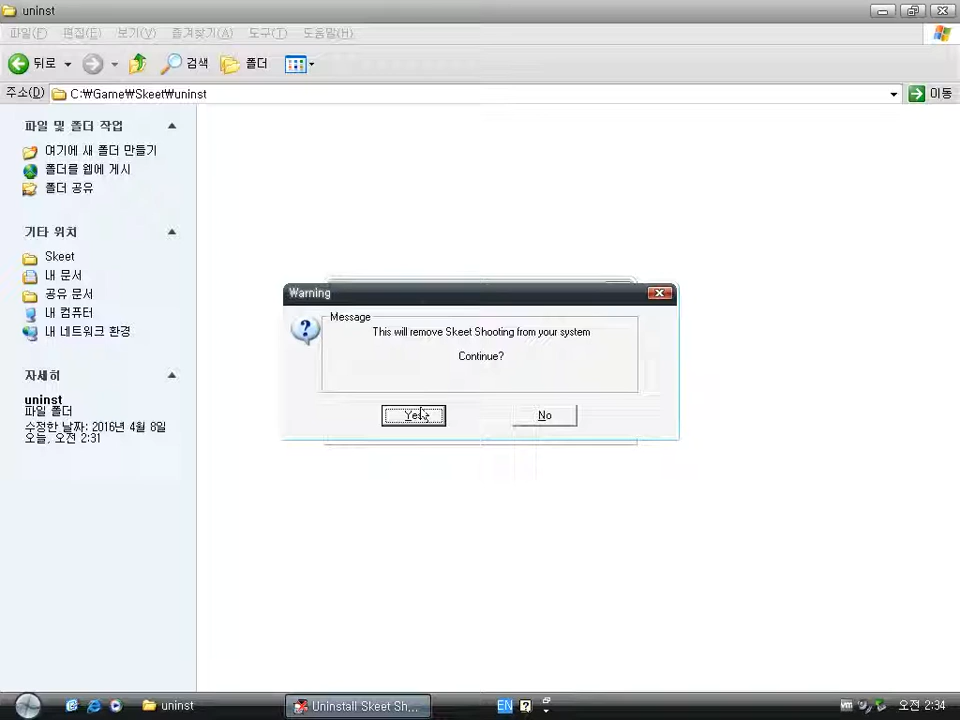 uninst
파일(F) 편집(E) 보기(V) 즐겨찾기(A) 도구(T) 도움말(H)
뒤로 검색 폴더
주소(D) C:₩Game₩Skeet₩uninst 이동
파일 및 폴더 작업
여기에 새 폴더 만들기
폴더를 웹에 게시
폴더 공유
기타 위치
Skeet
내 문서
공유 문서
내 컴퓨터
내 네트워크 환경
자세히
uninst
파일 폴더
수정한 날짜: 2016년 4월 8일
오늘, 오전 2:31
Warning
Message
This will remove Skeet Shooting from your system
Continue?
Yes No
uninst Uninstall Skeet Sh... EN vm 오전 2:34